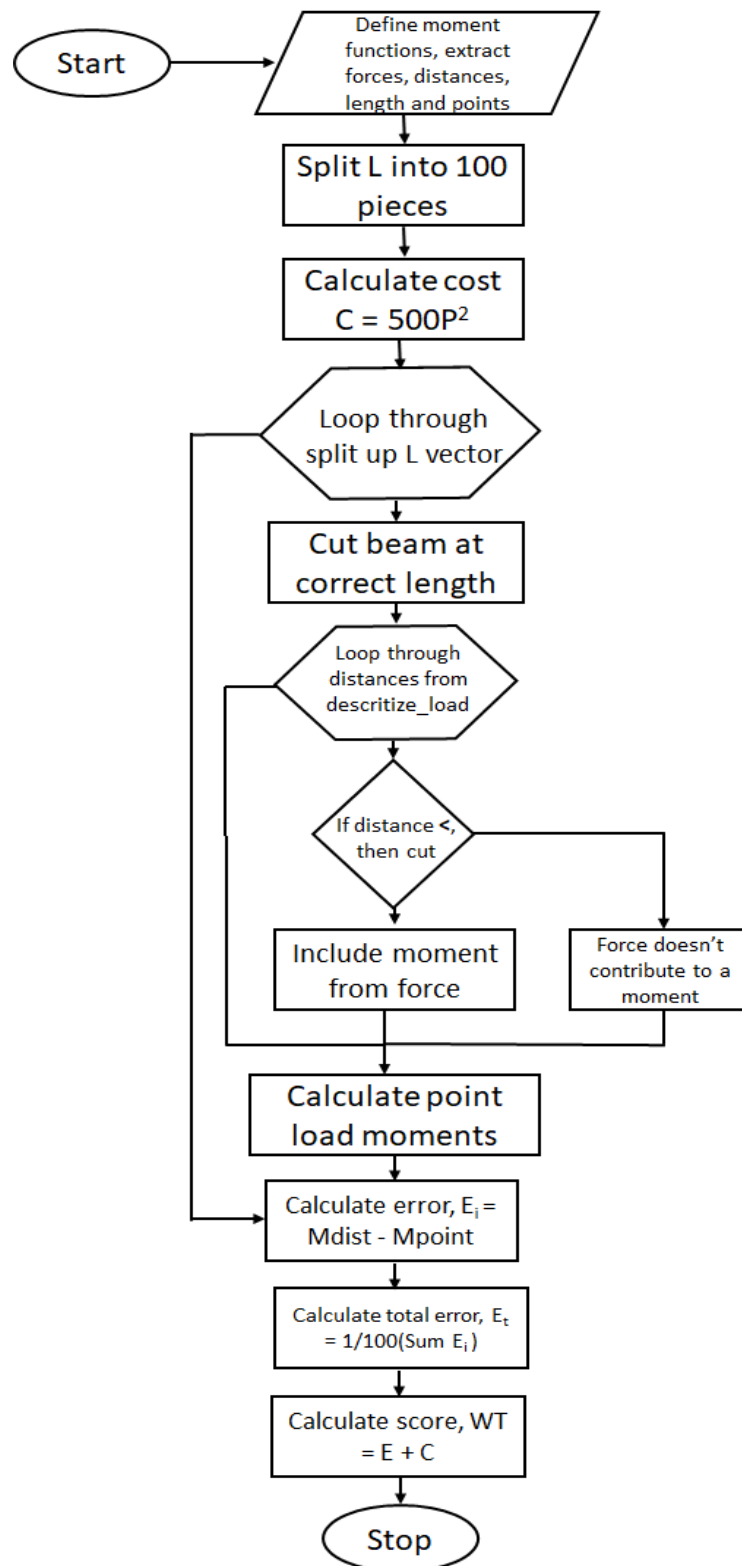 Start
Define moment
functions, extract
forces, distances,
length and points
Split L into 100
pieces
Calculate cost
C = 500P²
Loop through
split up L vector
Cut beam at
correct length
Loop through
distances from
descritize_load
If distance <,
then cut
Include moment
from force
Force doesn't
contribute to a
moment
Calculate point
load moments
Calculate error, Eᵢ =
Mdist - Mpoint
Calculate total error, Eₜ
= 1/100(Sum Eᵢ)
Calculate score, WT
= E + C
Stop